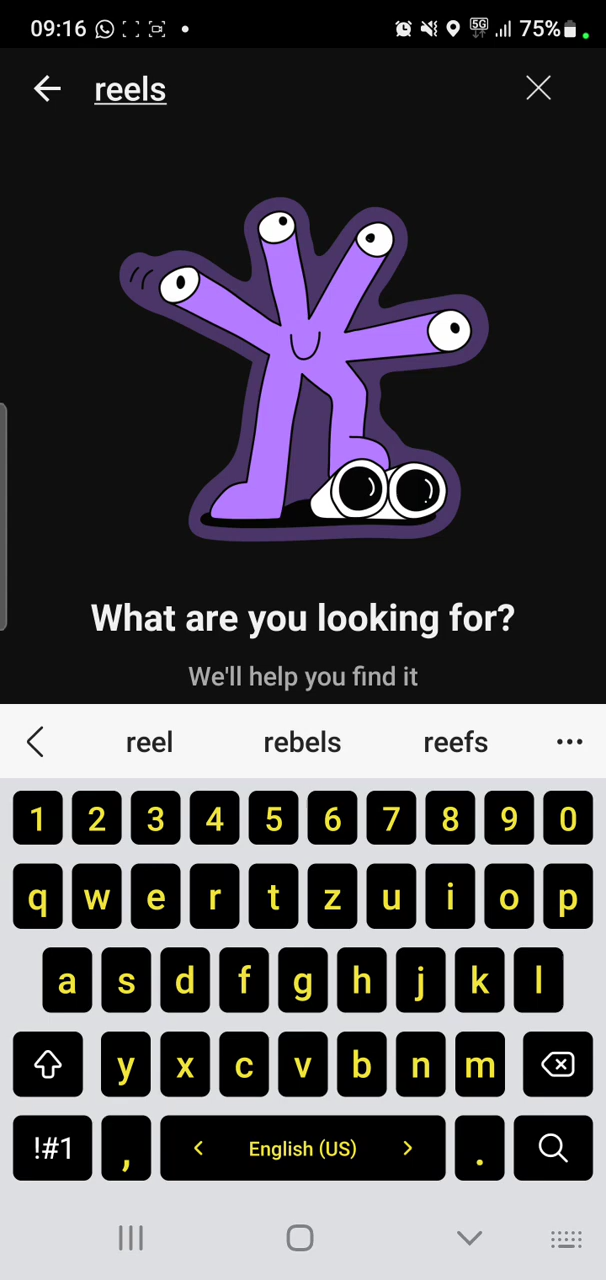 09:16 5G 75%
reels
What are you looking for?
We'll help you find it
reel rebels reefs
1 2 3 4 5 6 7 8 9 0
q w e r t z u i o p
a s d f g h j k l
y x c v b n m
!#1 , < English (US) > .